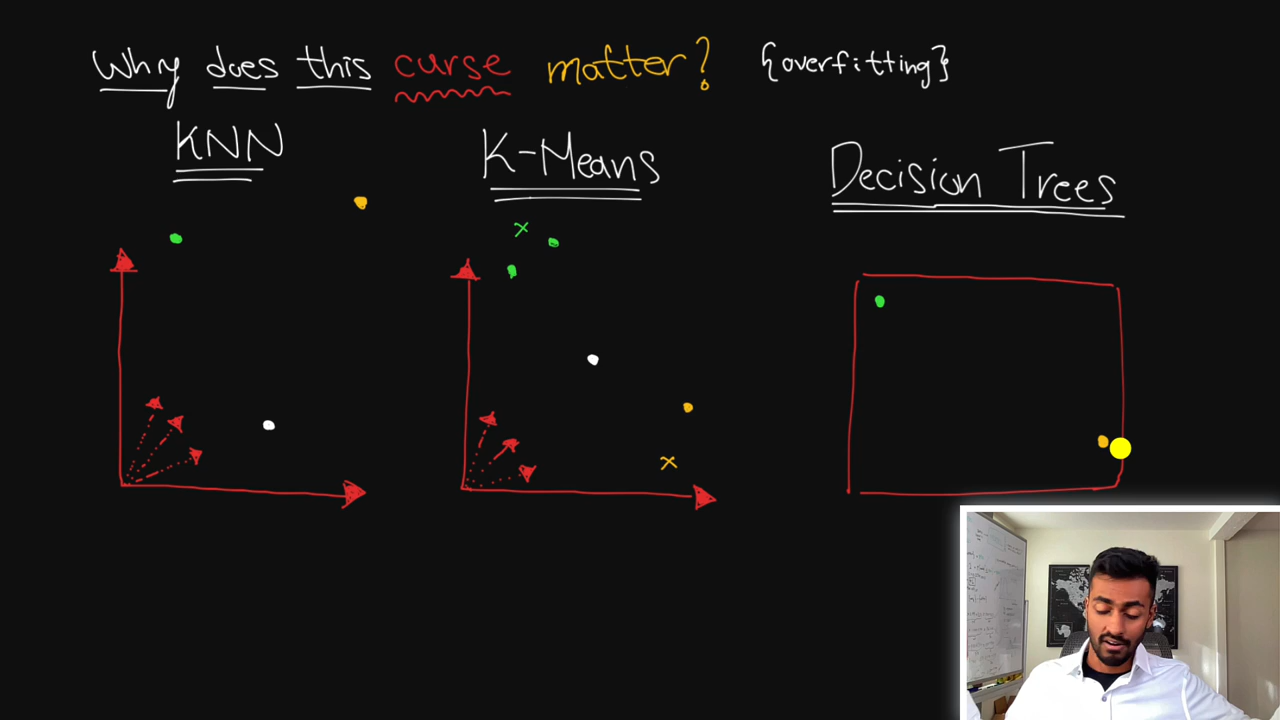 Why does this curse matter? {overfitting}
KNN
K-Means
Decision Trees